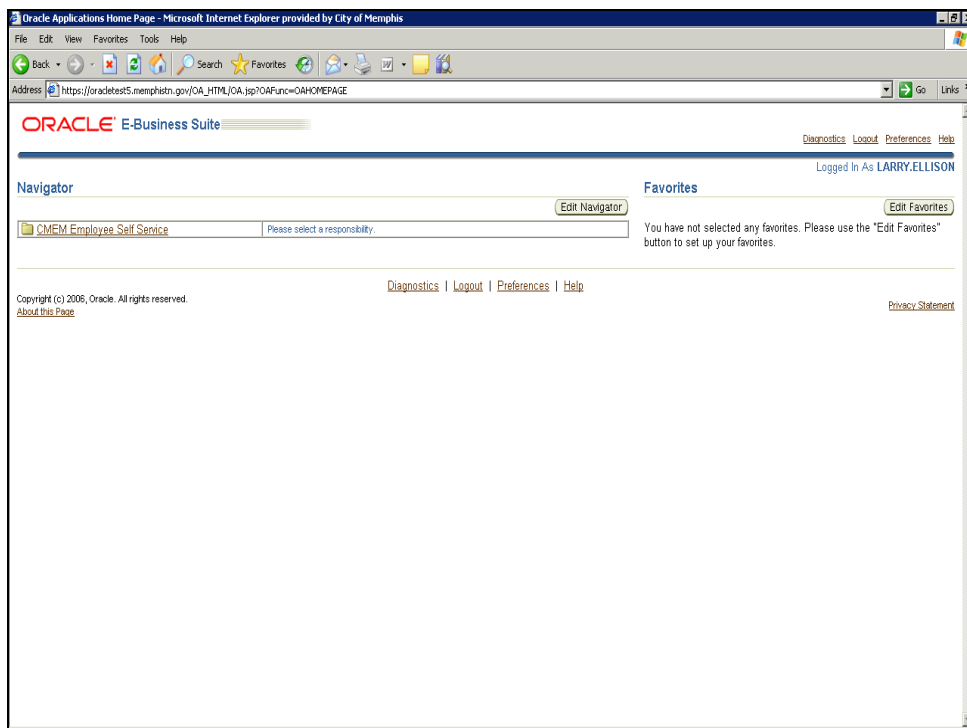 Oracle Applications Home Page - Microsoft Internet Explorer provided by City of Memphis
File Edit View Favorites Tools Help
Back Search Favorites
Address https://oracletest5.memphistn.gov/OA_HTML/OA.jsp?OAFunc=OAHOMEPAGE Go Links
ORACLE® E-Business Suite
Diagnostics Logout Preferences Help
Logged In As LARRY.ELLISON
Navigator
Edit Navigator
CMEM Employee Self Service
Please select a responsibility.
Favorites
Edit Favorites
You have not selected any favorites. Please use the "Edit Favorites"
button to set up your favorites.
Diagnostics | Logout | Preferences | Help
Copyright (c) 2006, Oracle. All rights reserved.
About this Page
Privacy Statement